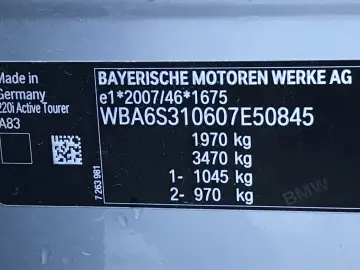 Made in
Germany
220i Active Tourer
A83
BAYERISCHE MOTOREN WERKE AG
e1*2007/46*1675
WBA6S310607E50845
1970 kg
3470 kg
1- 1045 kg
2- 970 kg
7 263 981
BMW